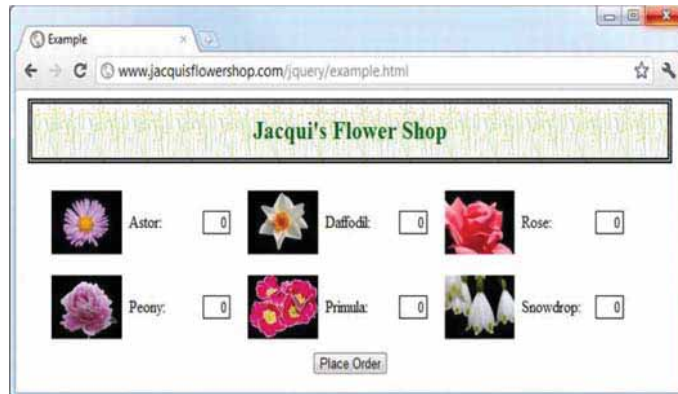 Example
www.jacquisflowershop.com/jquery/example.html
Jacqui's Flower Shop
Astor: 0 Daffodil: 0 Rose: 0
Peony: 0 Primula: 0 Snowdrop: 0
Place Order